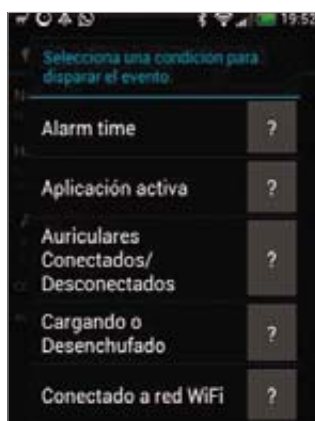 19:52
Selecciona una condicion para
disparar el evento.
Alarm time ?
Aplicación activa ?
Auriculares
Conectados/
Desconectados ?
Cargando o
Desenchufado ?
Conectado a red WiFi ?